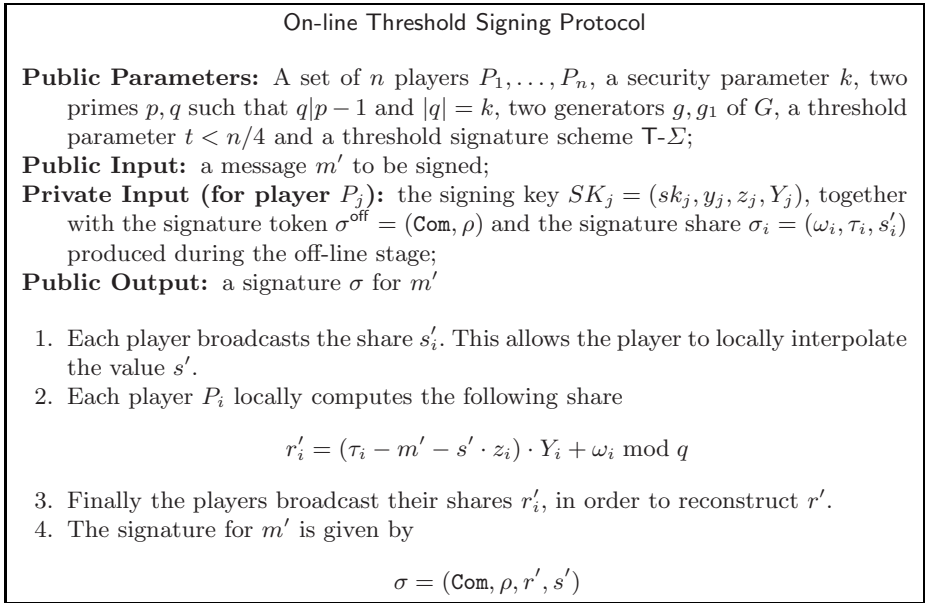 On-line Threshold Signing Protocol
Public Parameters: A set of n players P₁, . . . , Pₙ, a security parameter k, two
primes p, q such that q|p − 1 and |q| = k, two generators g, g₁ of G, a threshold
parameter t < n/4 and a threshold signature scheme T-Σ;
Public Input: a message m′ to be signed;
Private Input (for player Pⱼ): the signing key SKⱼ = (skⱼ, yⱼ, zⱼ, Yⱼ), together
with the signature token σ^off = (Com, ρ) and the signature share σᵢ = (ωᵢ, τᵢ, s′ᵢ)
produced during the off-line stage;
Public Output: a signature σ for m′
1. Each player broadcasts the share s′ᵢ. This allows the player to locally interpolate
the value s′.
2. Each player Pᵢ locally computes the following share
r′ᵢ = (τᵢ − m′ − s′ · zᵢ) · Yᵢ + ωᵢ mod q
3. Finally the players broadcast their shares r′ᵢ, in order to reconstruct r′.
4. The signature for m′ is given by
σ = (Com, ρ, r′, s′)